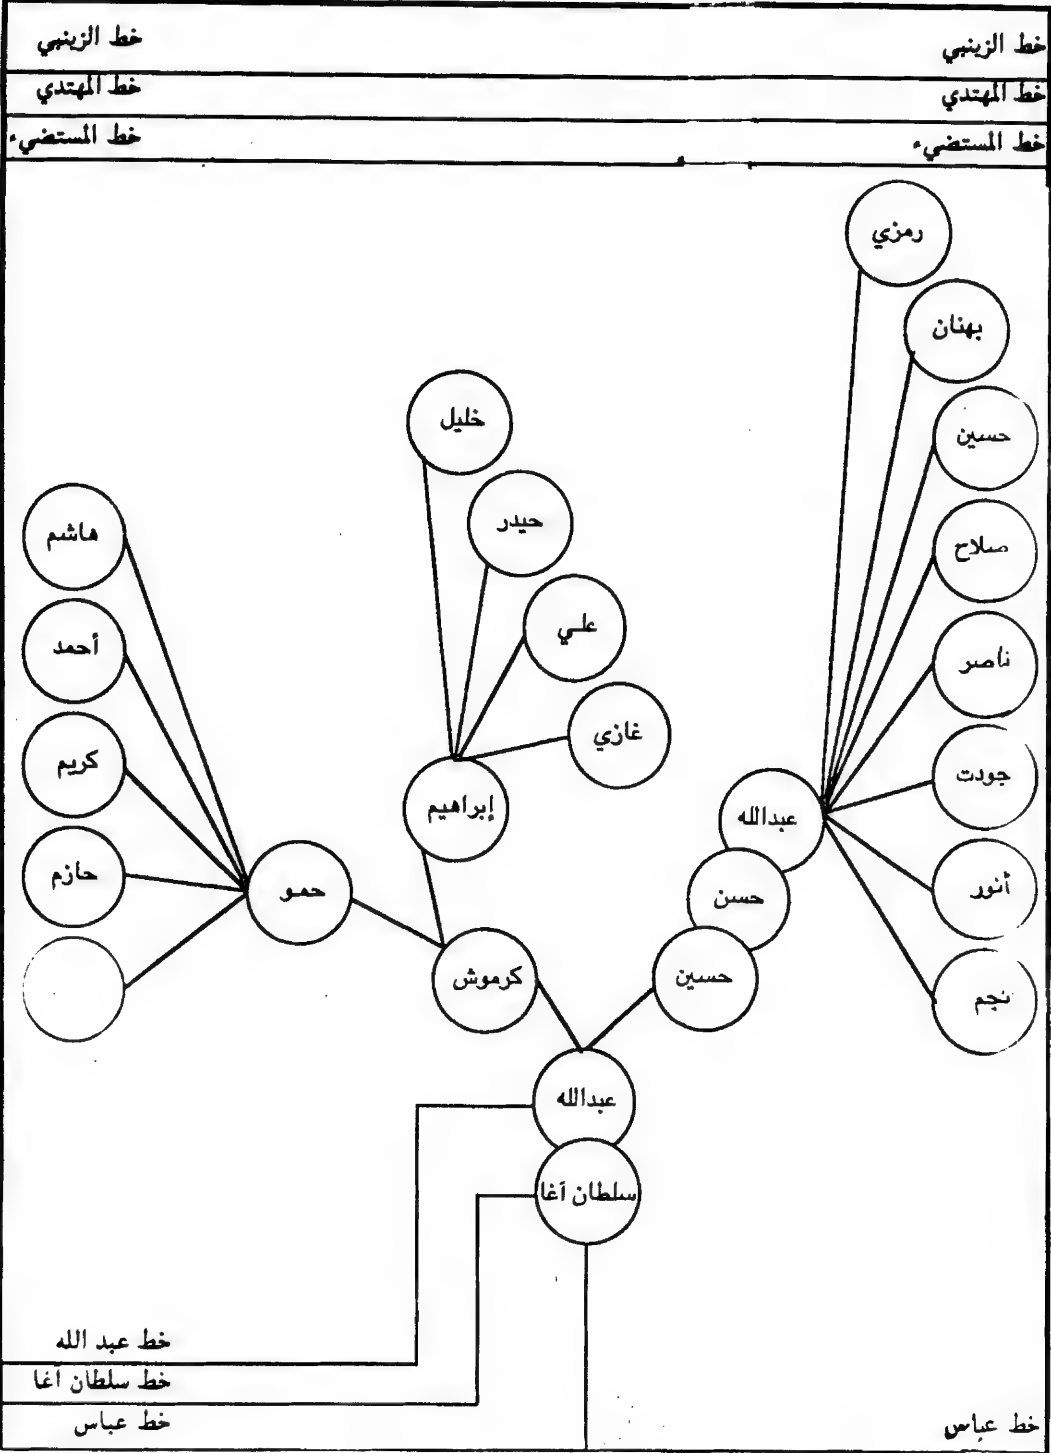 خط الزينبي
خط الزينبي
خط المهتدي
خط المهتدي
خط المستضيء
خط المستضيء
رمزي
بهنان
خليل
حسين
حيدر
هاشم
صلاح
علي
أحمد
ناصر
غازي
كريم
جودت
إبراهيم
عبدالله
حازم
أنور
حسن
حمو
نجم
حسين
كرموش
عبدالله
سلطان آغا
خط عبد الله
خط سلطان آغا
خط عباس
خط عباس